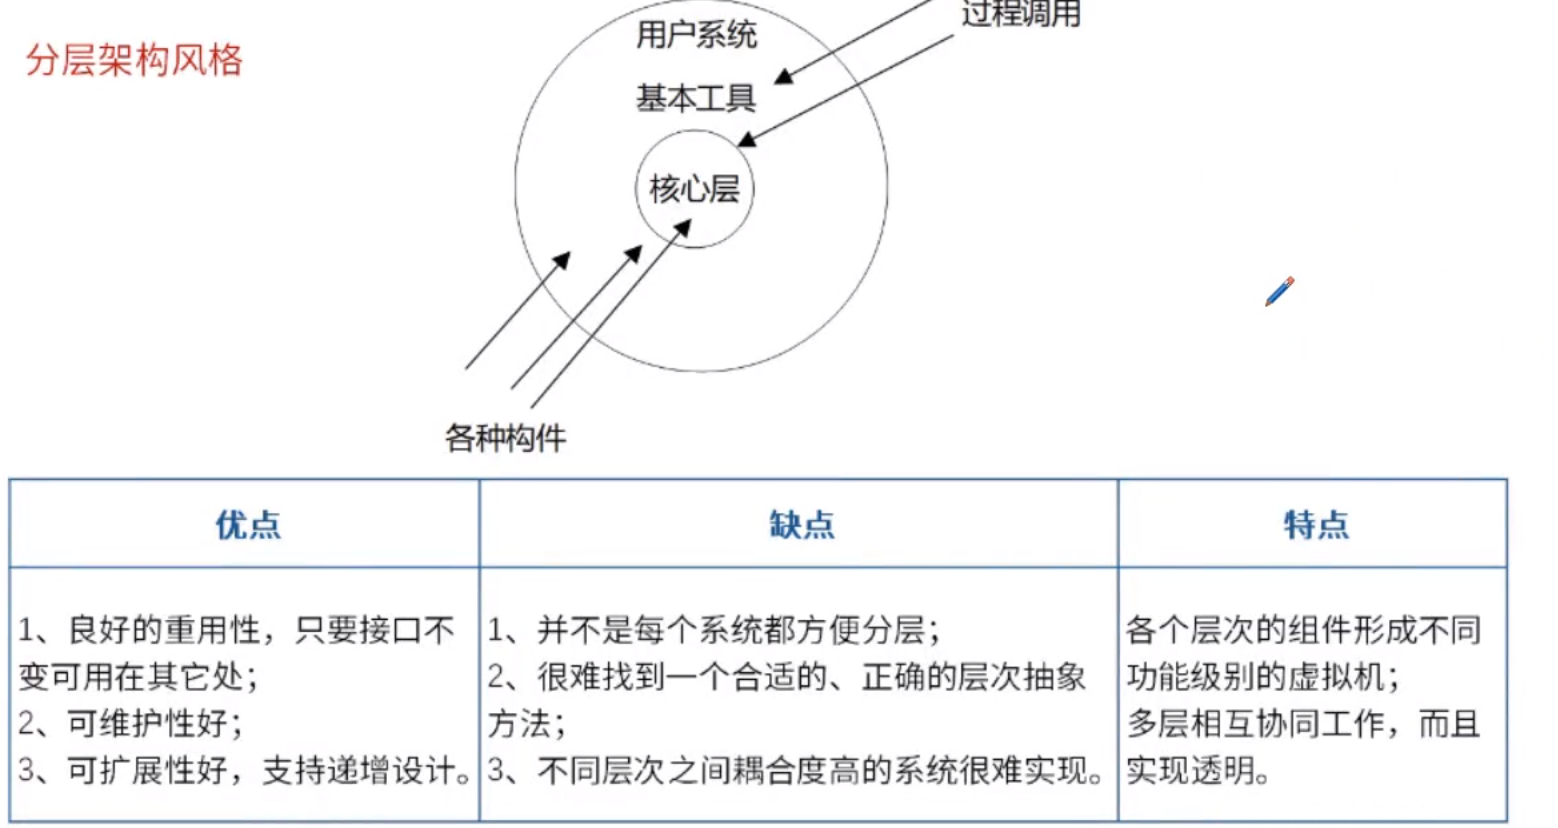 过程调用
用户系统
分层架构风格
基本工具
核心层
各种构件
优点
缺点
特点
1、良好的重用性，只要接口不
变可用在其它处；
2、可维护性好；
3、可扩展性好，支持递增设计。
1、并不是每个系统都方便分层；
2、很难找到一个合适的、正确的层次抽象
方法；
3、不同层次之间耦合度高的系统很难实现。
各个层次的组件形成不同
功能级别的虚拟机；
多层相互协同工作，而且
实现透明。